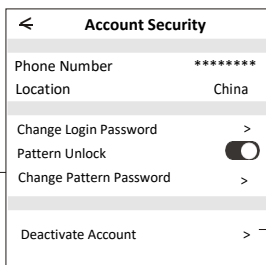 Account Security
Phone Number ********
Location China
Change Login Password >
Pattern Unlock
Change Pattern Password >
Deactivate Account >